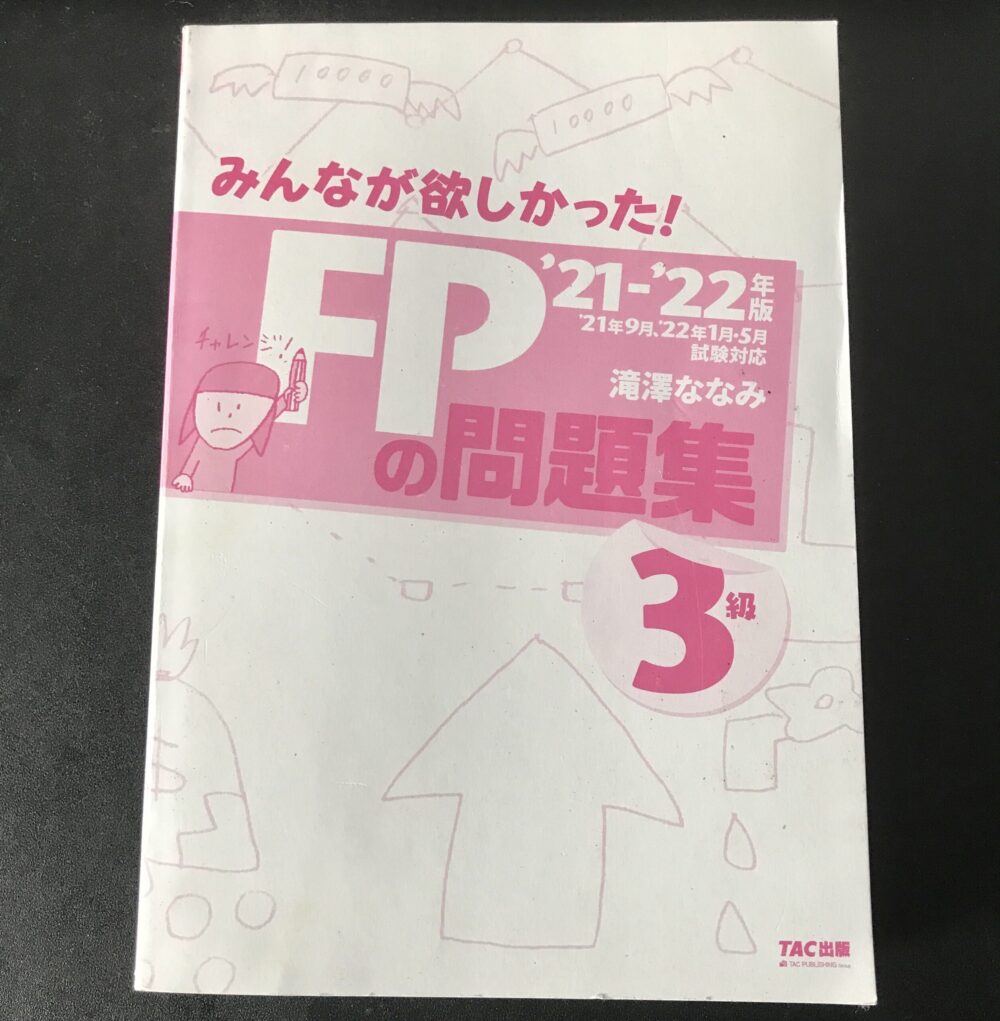 10000
10000
みんなが欲しかった!
FP
'21-'22年版
'21年9月、'22年1月・5月
試験対応
チャレンジ!
滝澤ななみ
の問題集
3級
TAC出版
TAC PUBLISHING Group